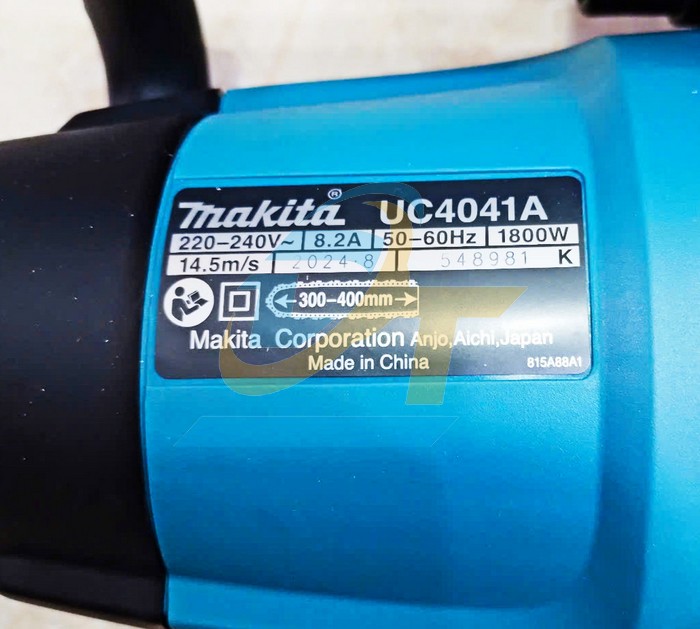 makita® UC4041A
220-240V~ 8.2A 50-60Hz 1800W
14.5m/s 2024·8 548981 K
300-400mm
Makita Corporation Anjo,Aichi,Japan
Made in China 815A88A1